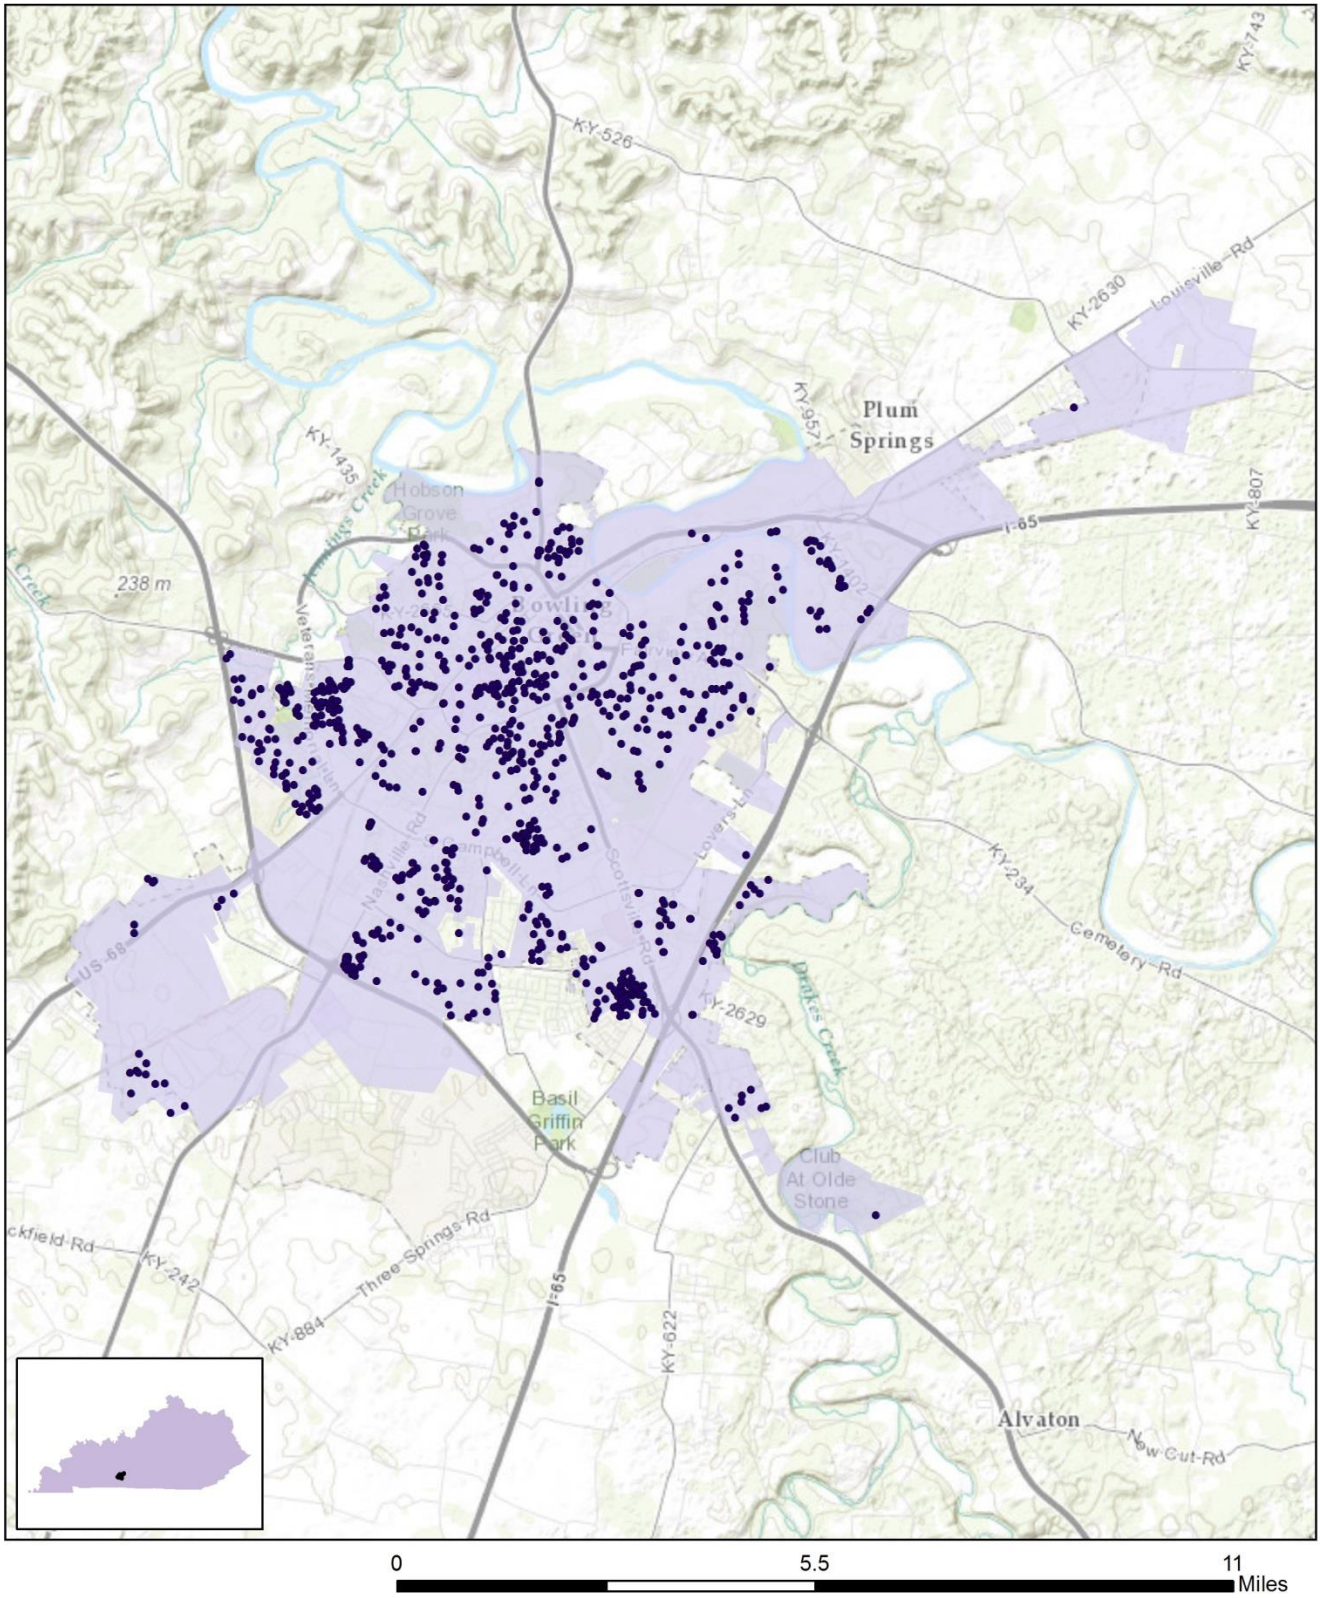 KY-743
KY-526
Louisville-Rd
KY-2630
KY-957
Plum
Springs
KY-1435
Jennings Creek
Hobson
Grove
Park
KY-807
I-65
Creek
238 m
KY-1402
Bowling
Green
Veterans
Lovers-Ln
Nashville-Rd
Campbell-Ln
Scottsville-Rd
KY-234
Cemetery-Rd
US-68
Drakes Creek
KY-2629
Basil
Griffin
Park
Club
At Olde
Stone
ckfield-Rd
KY-242
Three-Springs-Rd
KY-884
I-65
KY-622
Alvaton
New-Cut-Rd
0
5.5
11
Miles